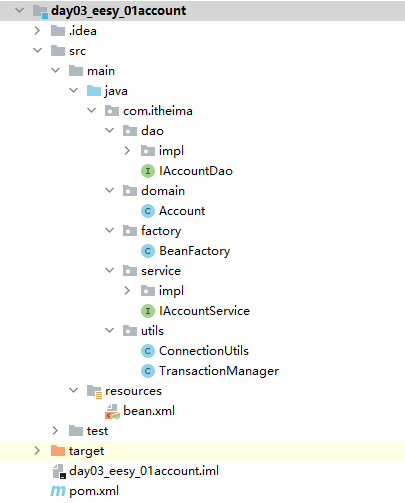 day03_eesy_01account
.idea
src
main
java
com.itheima
dao
impl
IAccountDao
domain
Account
factory
BeanFactory
service
impl
IAccountService
utils
ConnectionUtils
TransactionManager
resources
bean.xml
test
target
day03_eesy_01account.iml
pom.xml